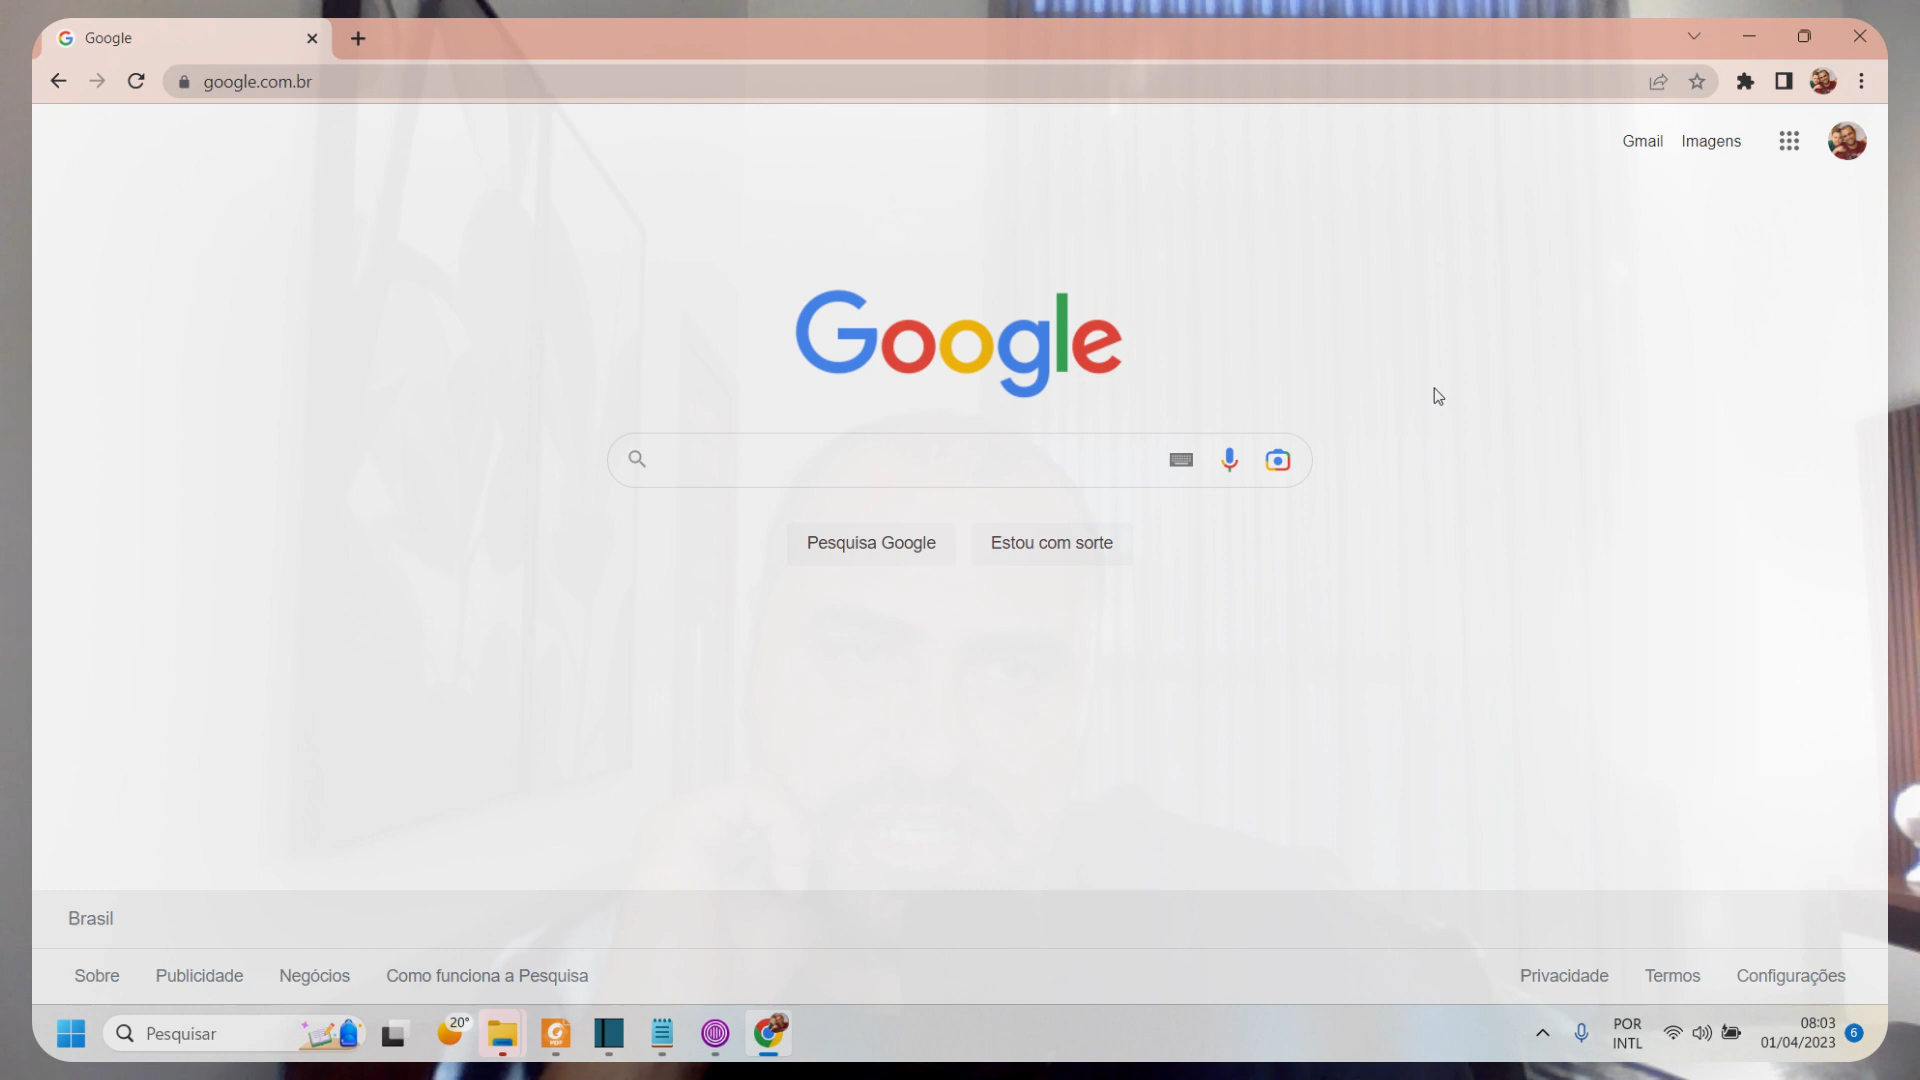 Google
google.com.br
Gmail Imagens
Google
Pesquisa Google Estou com sorte
Brasil
Sobre Publicidade Negócios Como funciona a Pesquisa Privacidade Termos Configurações
Pesquisar 20° PDF POR 08:03 6
INTL 01/04/2023